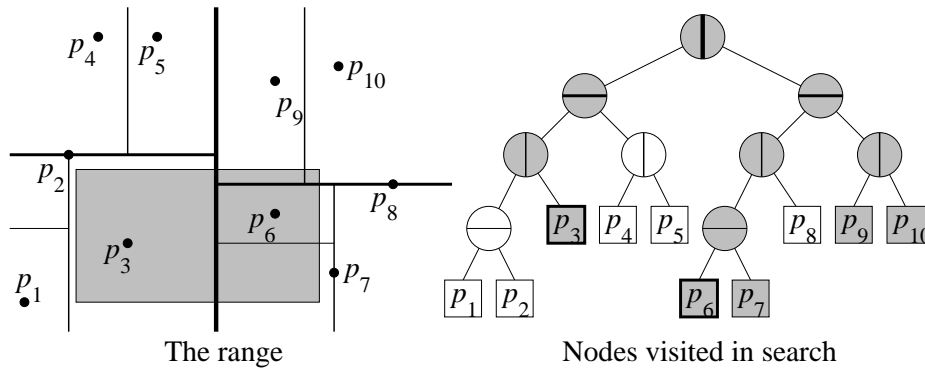 p4 p5 p10
p9
p2
p8
p6
p3
p7
p1
The range
p3 p4 p5 p8 p9 p10
p1 p2 p6 p7
Nodes visited in search